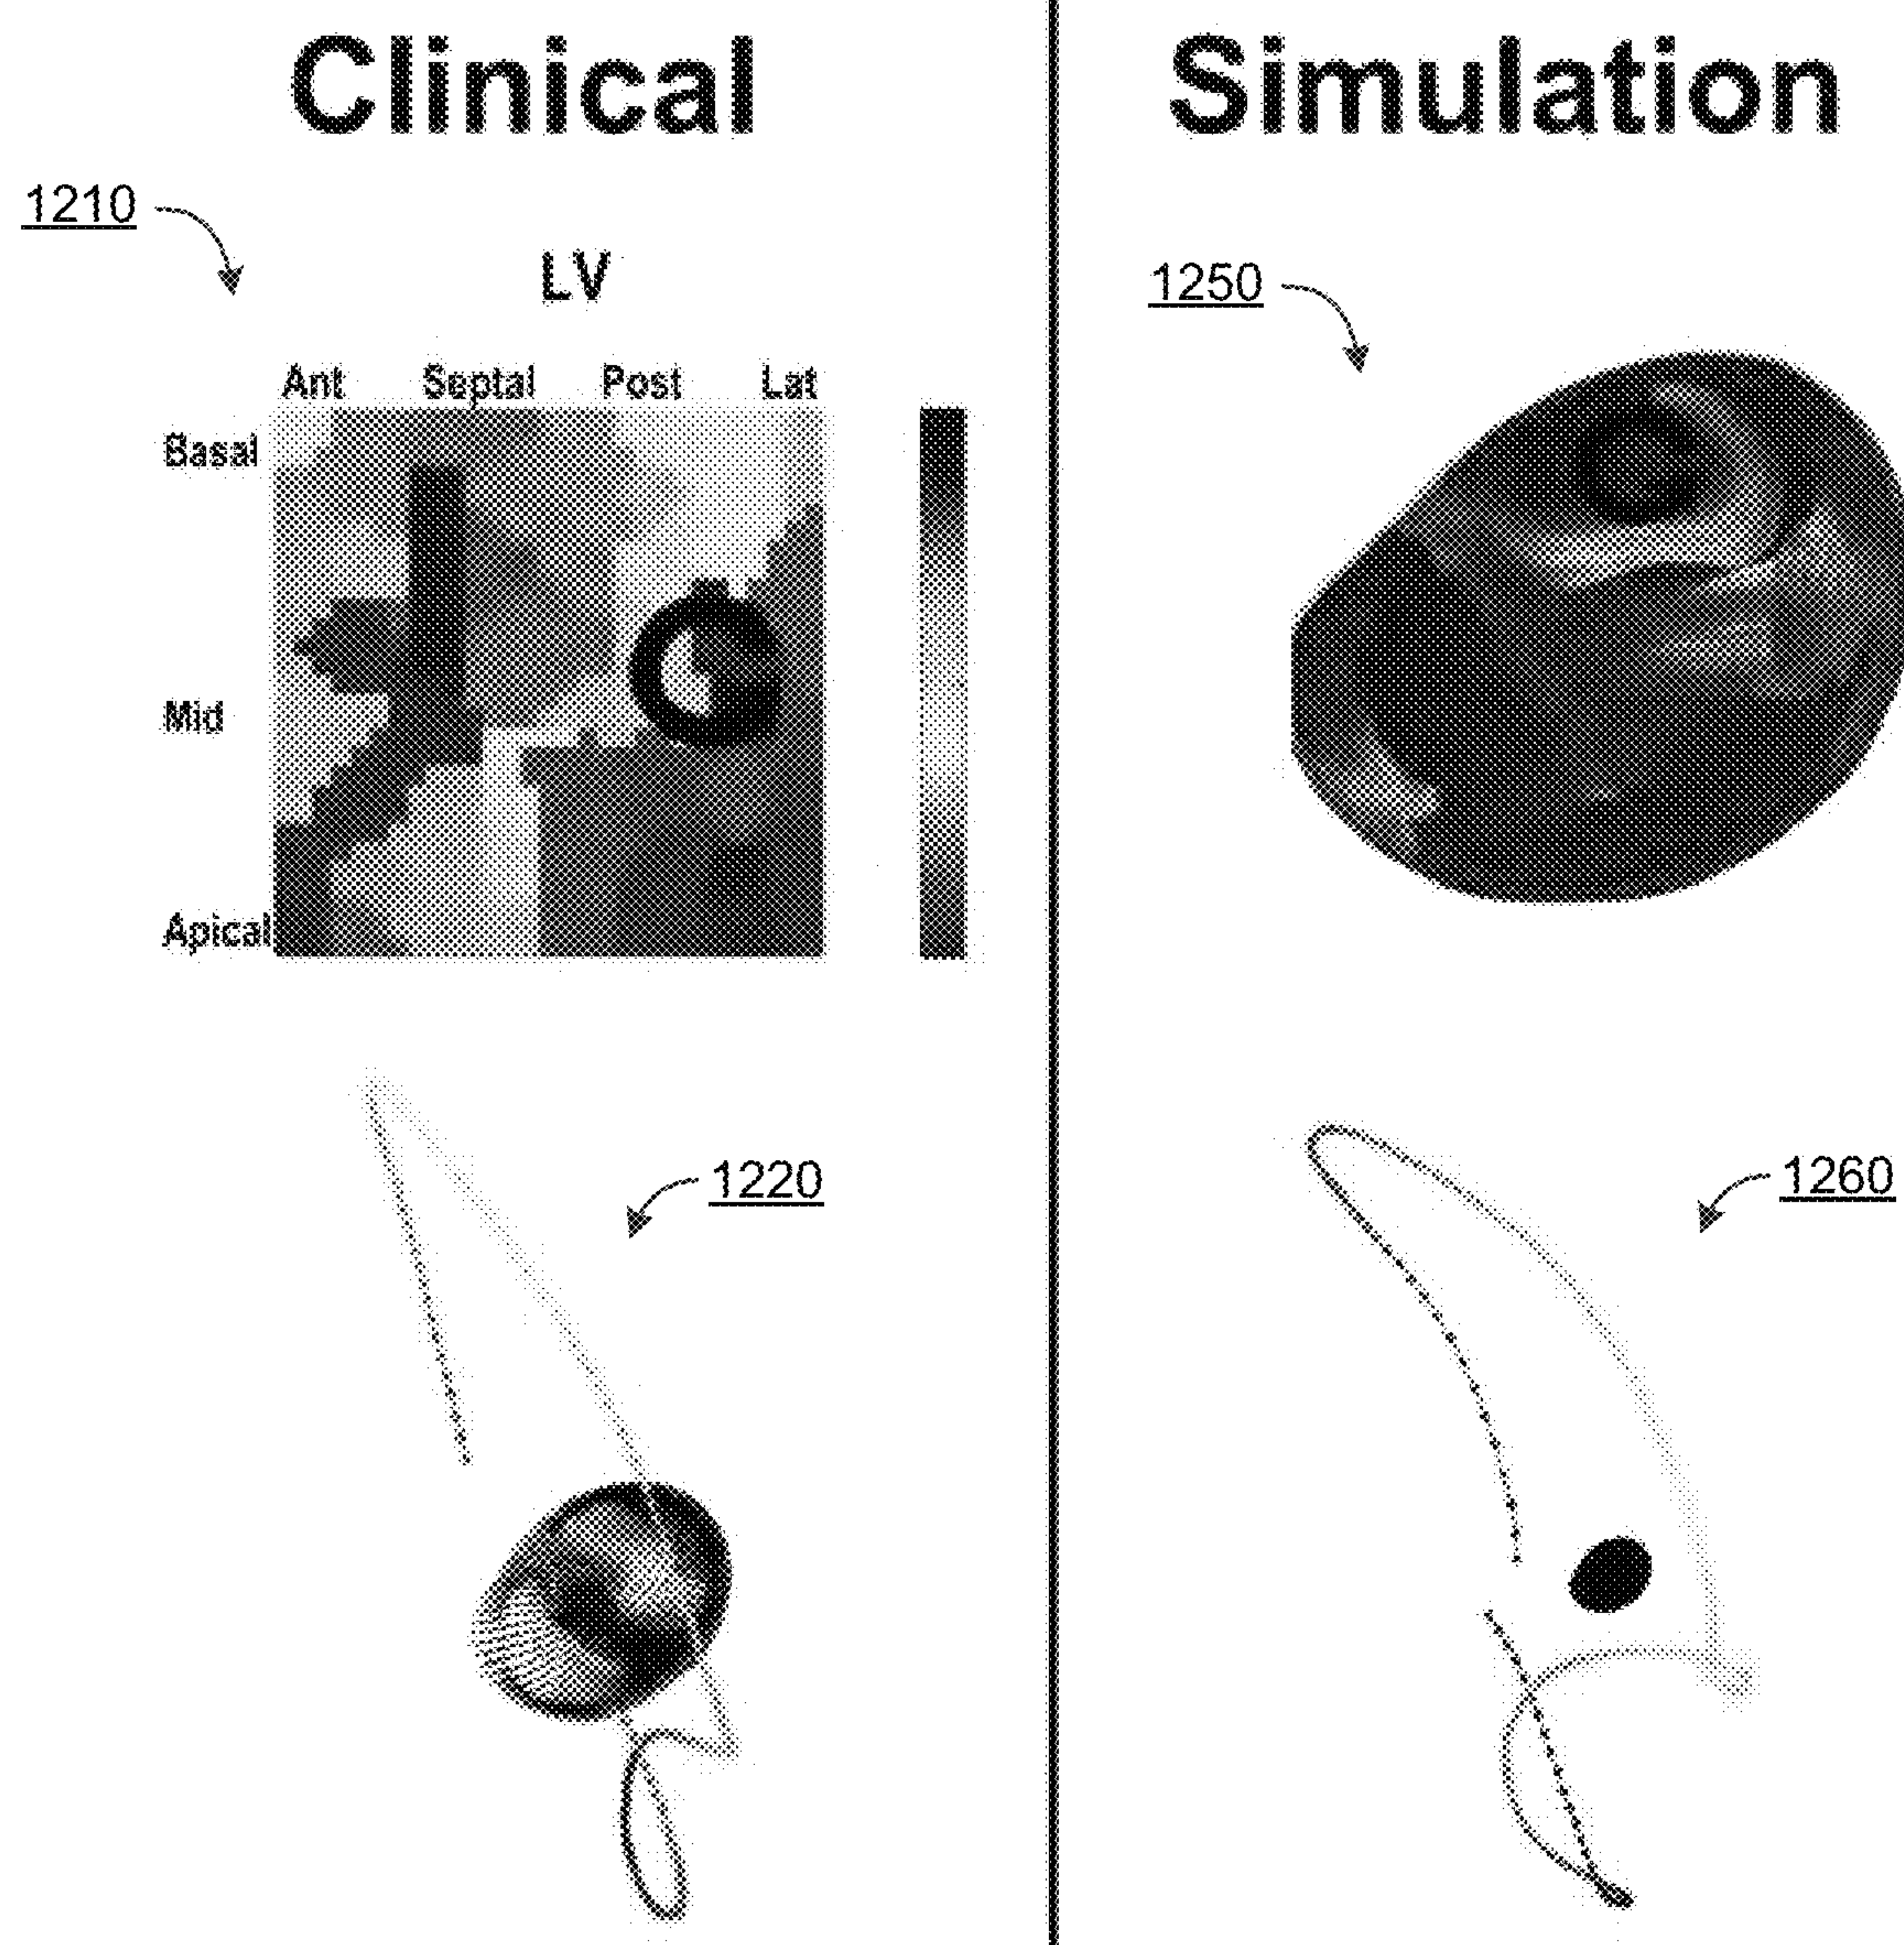 Clinical
1210
LV
Ant Septal Post Lat
Basal
Mid
Apical
1220
Simulation
1250
1260